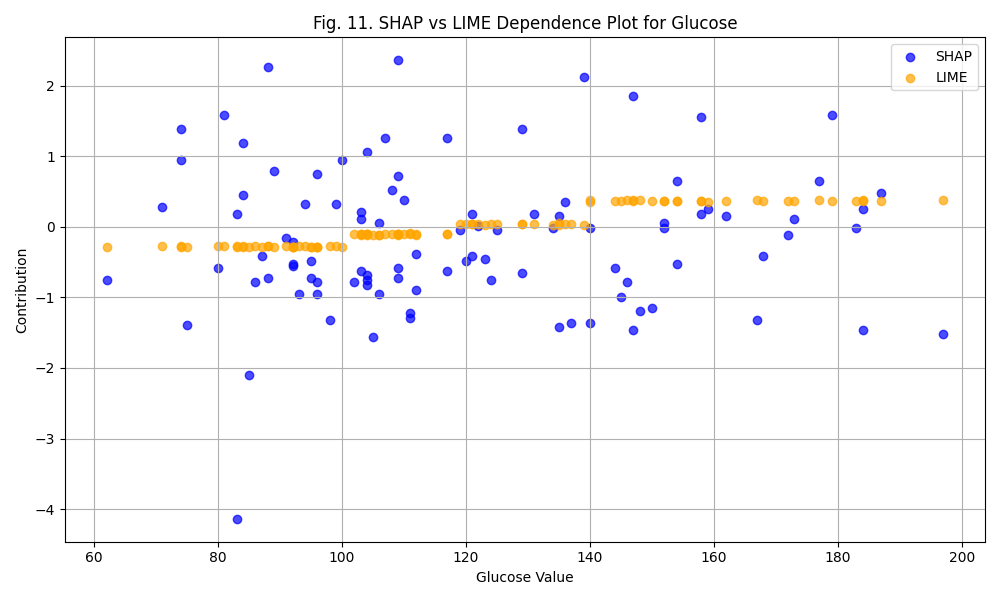 Fig. 11. SHAP vs LIME Dependence Plot for Glucose
SHAP
LIME
Contribution
2
1
0
−1
−2
−3
−4
60 80 100 120 140 160 180 200
Glucose Value